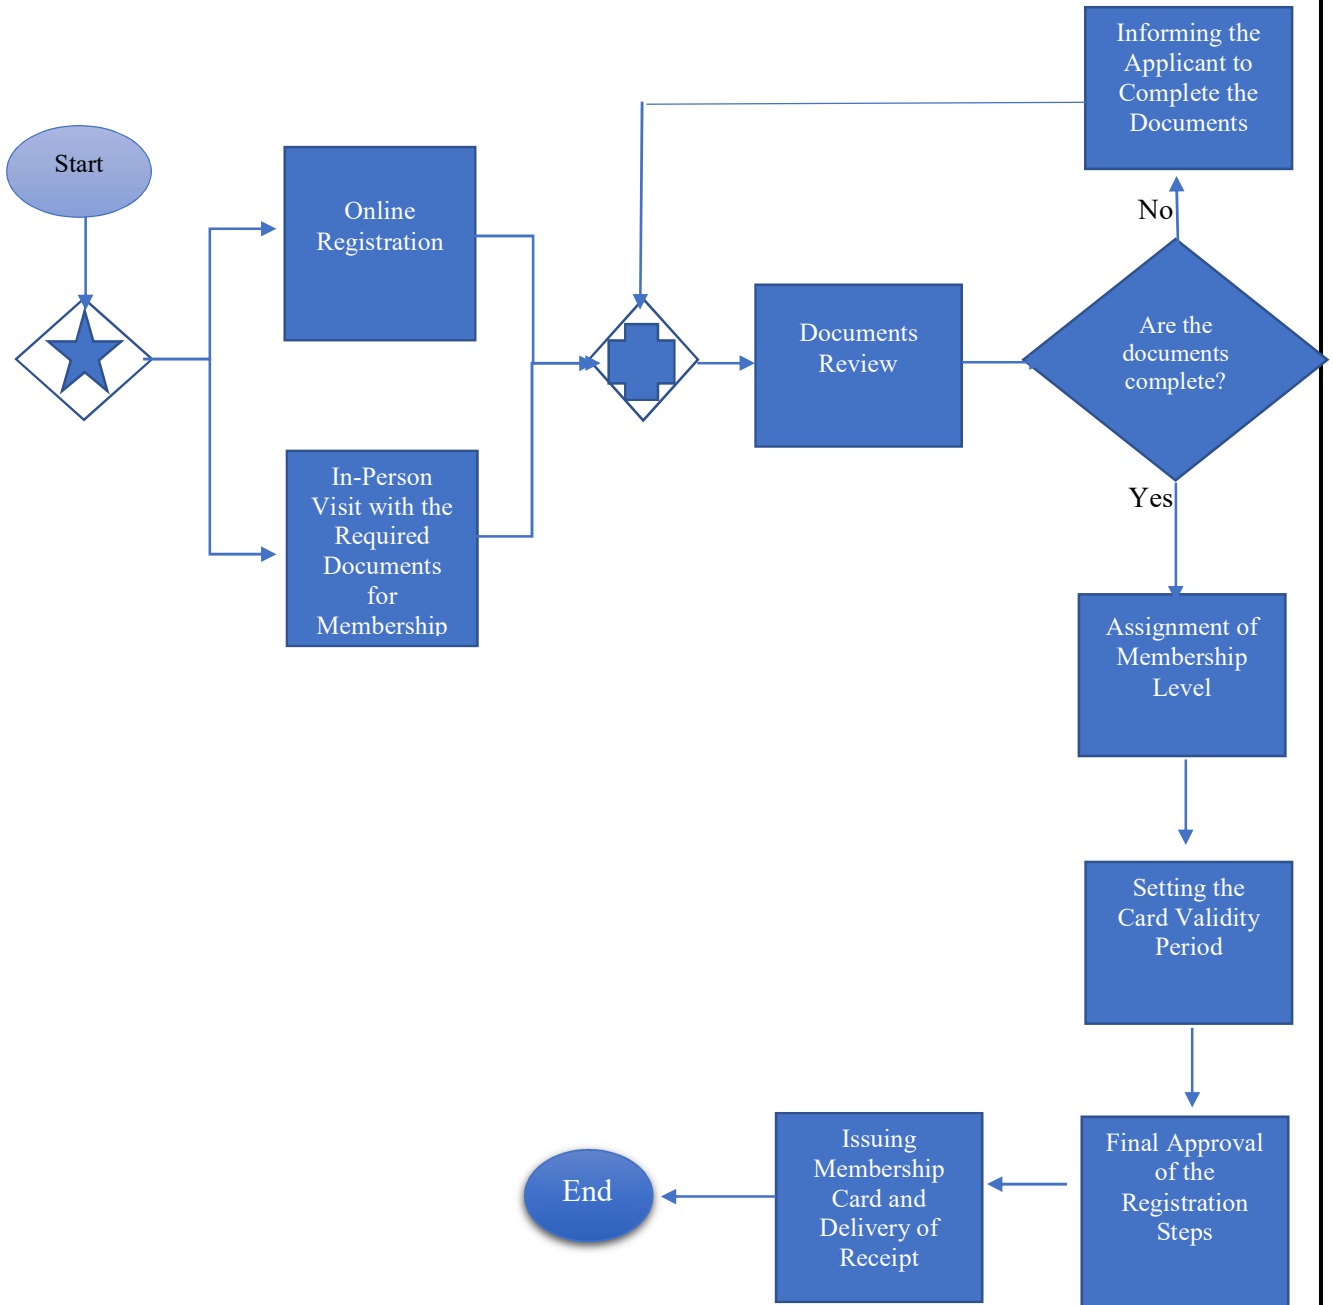 Start
Online
Registration
In-Person
Visit with the
Required
Documents
for
Membership
Documents
Review
Are the
documents
complete?
No
Informing the
Applicant to
Complete the
Documents
Yes
Assignment of
Membership
Level
Setting the
Card Validity
Period
Final Approval
of the
Registration
Steps
Issuing
Membership
Card and
Delivery of
Receipt
End